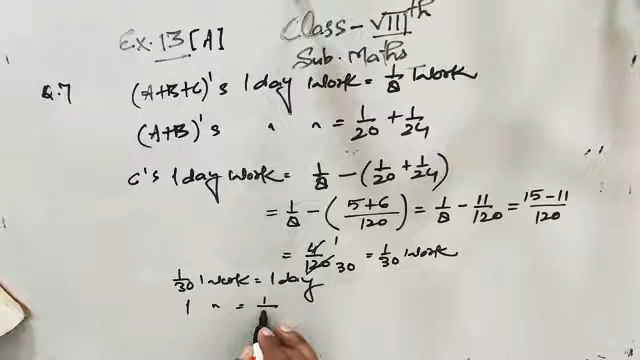 Ex. 13 [A] Class - VIIIth
Sub. Maths
Q.7 (A+B+C)'s 1 day work = 1/8 work
(A+B)'s " " = 1/20 + 1/24
C's 1 day work = 1/8 - (1/20 + 1/24)
= 1/8 - (5+6/120) = 1/8 - 11/120 = 15-11/120
= 4/120 1 30 = 1/30 work
1/30 work = 1 day
1 " = 1/